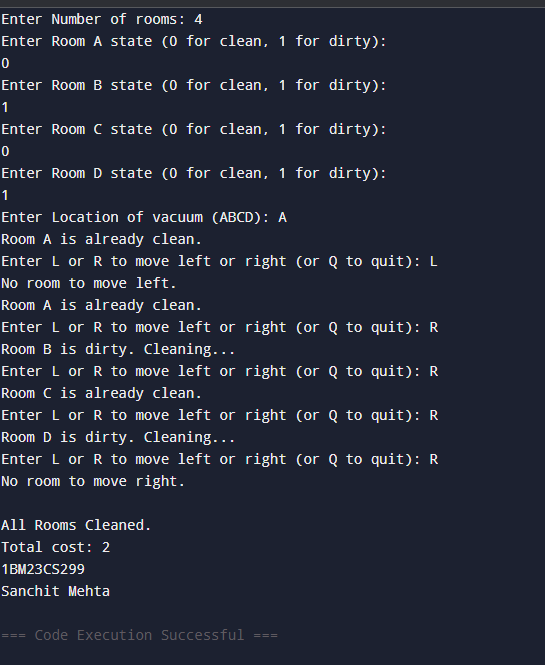 Enter Number of rooms: 4
Enter Room A state (0 for clean, 1 for dirty):
0
Enter Room B state (0 for clean, 1 for dirty):
1
Enter Room C state (0 for clean, 1 for dirty):
0
Enter Room D state (0 for clean, 1 for dirty):
1
Enter Location of vacuum (ABCD): A
Room A is already clean.
Enter L or R to move left or right (or Q to quit): L
No room to move left.
Room A is already clean.
Enter L or R to move left or right (or Q to quit): R
Room B is dirty. Cleaning...
Enter L or R to move left or right (or Q to quit): R
Room C is already clean.
Enter L or R to move left or right (or Q to quit): R
Room D is dirty. Cleaning...
Enter L or R to move left or right (or Q to quit): R
No room to move right.

All Rooms Cleaned.
Total cost: 2
1BM23CS299
Sanchit Mehta

=== Code Execution Successful ===